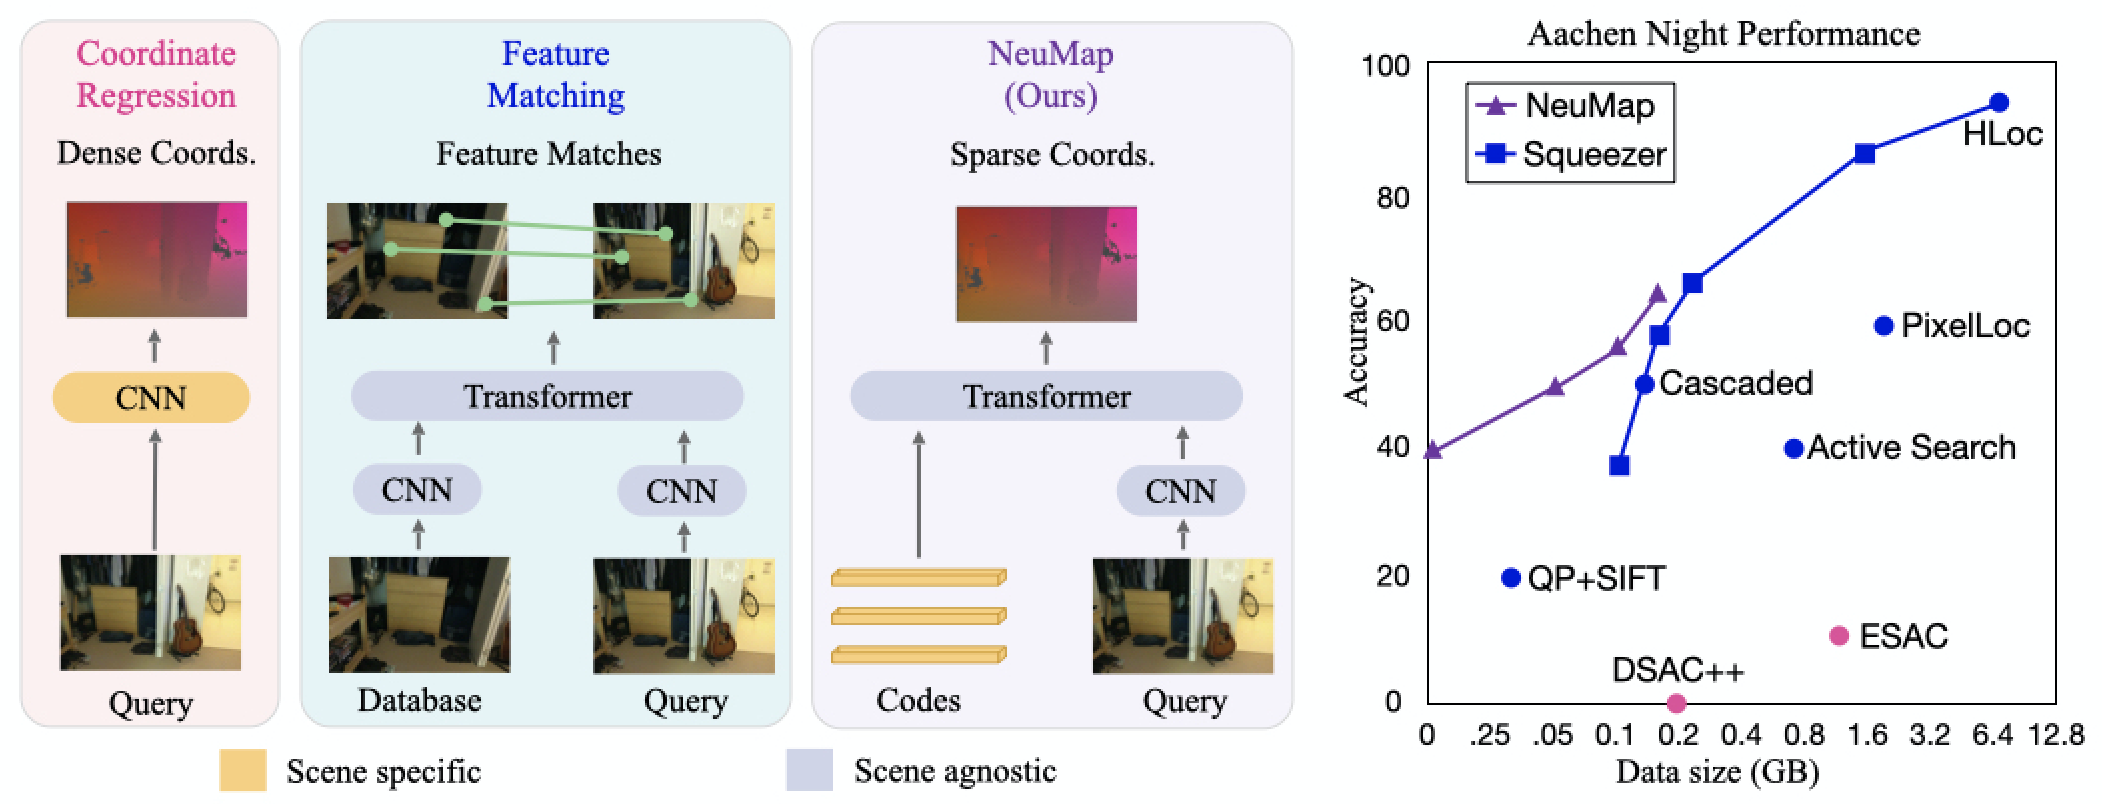 Coordinate
Regression
Dense Coords.
CNN
Query
Feature
Matching
Feature Matches
Transformer
CNN
CNN
Database
Query
NeuMap
(Ours)
Sparse Coords.
Transformer
CNN
Codes
Query
Scene specific
Scene agnostic
Aachen Night Performance
NeuMap
Squeezer
HLoc
PixelLoc
Cascaded
Active Search
QP+SIFT
ESAC
DSAC++
Accuracy
100
80
60
40
20
0
0 .25 .05 0.1 0.2 0.4 0.8 1.6 3.2 6.4 12.8
Data size (GB)